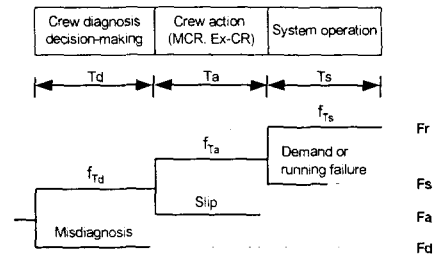 Crew diagnosis
decision-making
Crew action
(MCR. Ex-CR)
System operation
Td
Ta
Ts
fTs
Fr
fTa
Demand or
running failure
fTd
Fs
Slip
Fa
Misdiagnosis
Fd